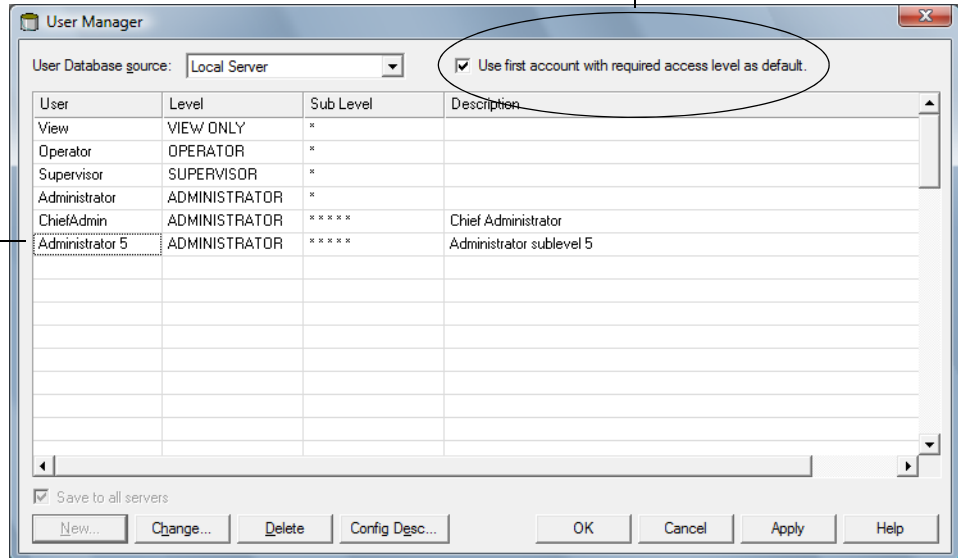 User Manager
User Database source: Local Server
Use first account with required access level as default.
User Level Sub Level Description
View VIEW ONLY *
Operator OPERATOR *
Supervisor SUPERVISOR *
Administrator ADMINISTRATOR *
ChiefAdmin ADMINISTRATOR * * * * * Chief Administrator
Administrator 5 ADMINISTRATOR * * * * * Administrator sublevel 5
Save to all servers
New... Change... Delete Config Desc... OK Cancel Apply Help